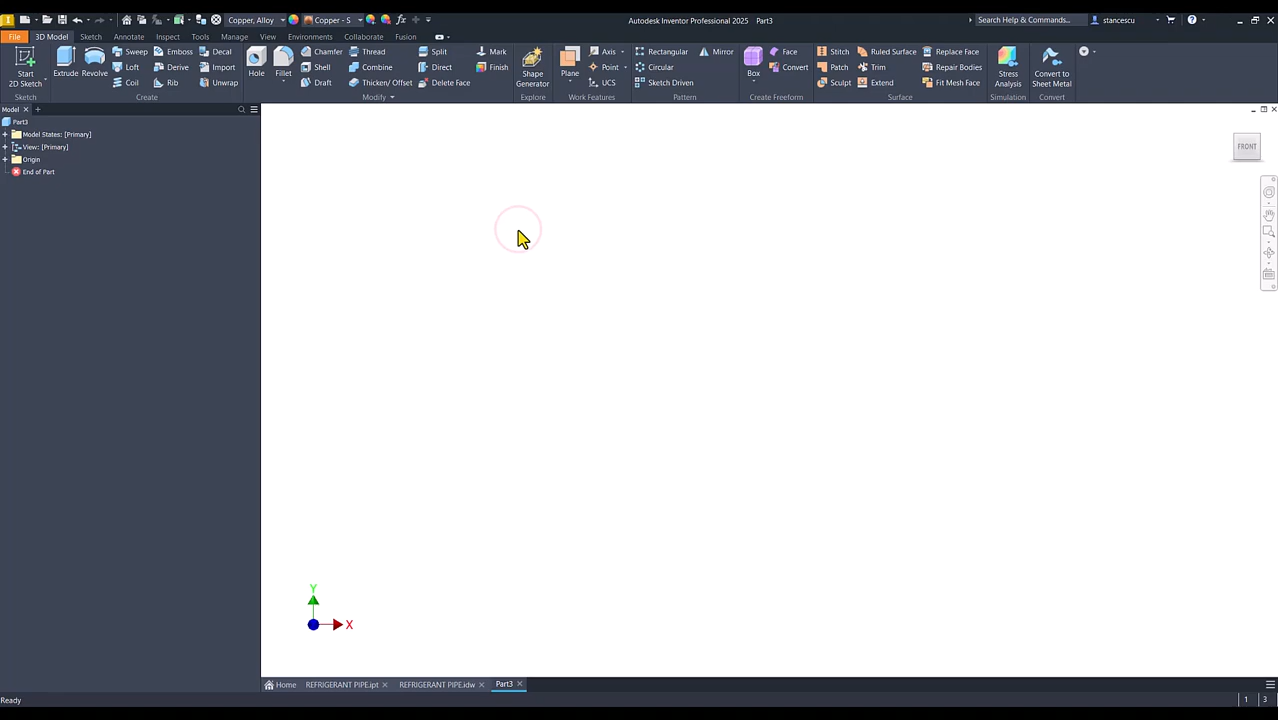 Copper, Alloy Copper - S fx Autodesk Inventor Professional 2025 Part3 Search Help & Commands... stancescu
File 3D Model Sketch Annotate Inspect Tools Manage View Environments Collaborate Fusion
Start 2D Sketch Extrude Revolve Sweep Emboss Decal Hole Fillet Chamfer Thread Split Mark Shape Generator Plane Axis Rectangular Mirror Box Face Stitch Ruled Surface Replace Face Stress Analysis Convert to Sheet Metal
Loft Derive Import Shell Combine Direct Finish Point Circular Convert Patch Trim Repair Bodies
Coil Rib Unwrap Draft Thicken/ Offset Delete Face UCS Sketch Driven Sculpt Extend Fit Mesh Face
Sketch Create Modify Explore Work Features Pattern Create Freeform Surface Simulation Convert
Model
Part3
Model States: [Primary]
View: [Primary]
Origin
End of Part
FRONT
Y
X
Home REFRIGERANT PIPE.ipt REFRIGERANT PIPE.idw Part3
Ready 1 3